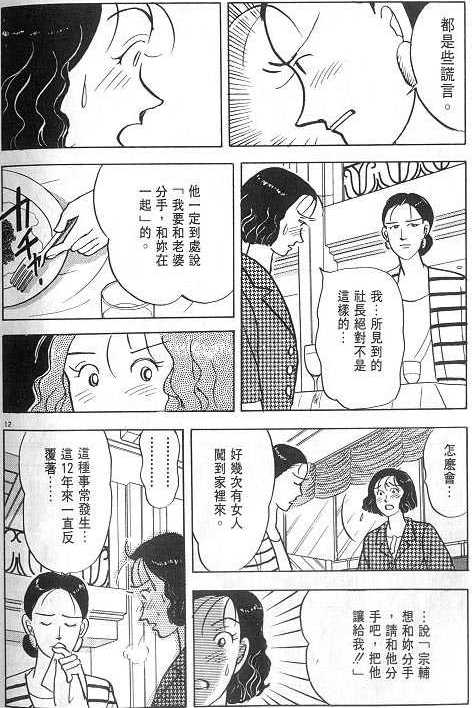 都是些謊言。
我…所見到的
社長絕對不是
這樣的…
他一定到處說
「我要和老婆
分手，和妳在
一起」的。
ガチャ!!
怎麼會…
好幾次有女人
闖到家裡來。
…說「宗輔
想和妳分手
，請和他分
手吧，把他
讓給我!!」
…………
…………
這種事常發生…
這12年來一直反
覆著……
12